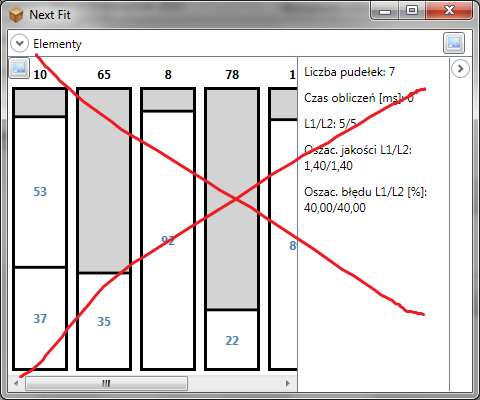 Next Fit
Elementy
10 65 8 78 1
53
37
35
92
22
8
Liczba pudełek: 7
Czas obliczeń [ms]: 0
L1/L2: 5/5
Oszac. jakości L1/L2:
1,40/1,40
Oszac. błędu L1/L2 [%]:
40,00/40,00